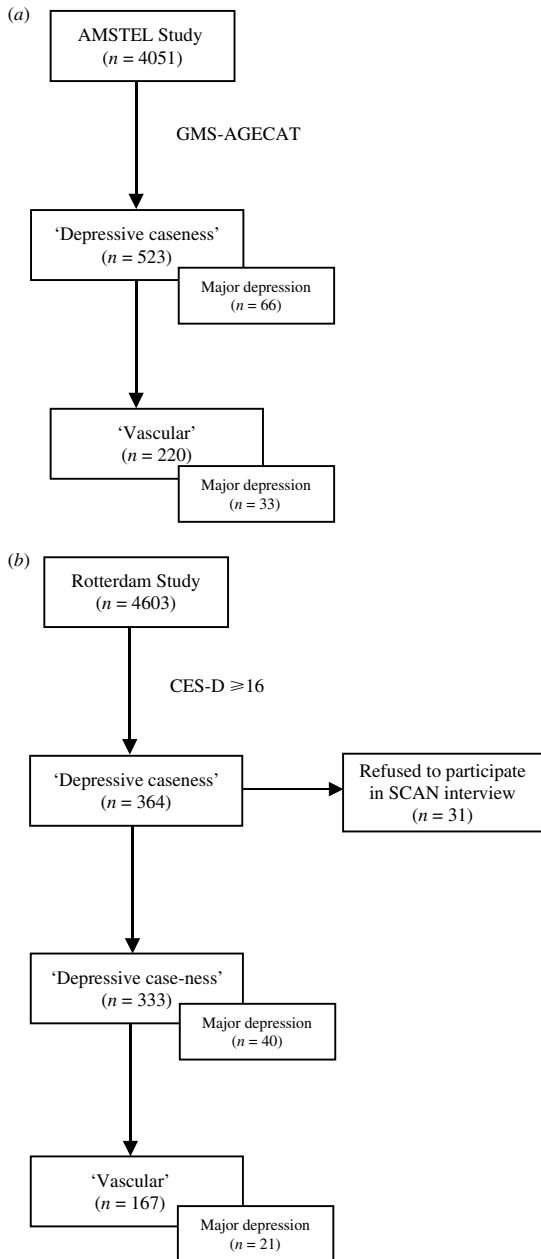 (a)
AMSTEL Study
(n = 4051)
GMS-AGECAT
‘Depressive caseness’
(n = 523)
Major depression
(n = 66)
‘Vascular’
(n = 220)
Major depression
(n = 33)
(b)
Rotterdam Study
(n = 4603)
CES-D ⩾16
‘Depressive caseness’
(n = 364)
Refused to participate
in SCAN interview
(n = 31)
‘Depressive case-ness’
(n = 333)
Major depression
(n = 40)
‘Vascular’
(n = 167)
Major depression
(n = 21)